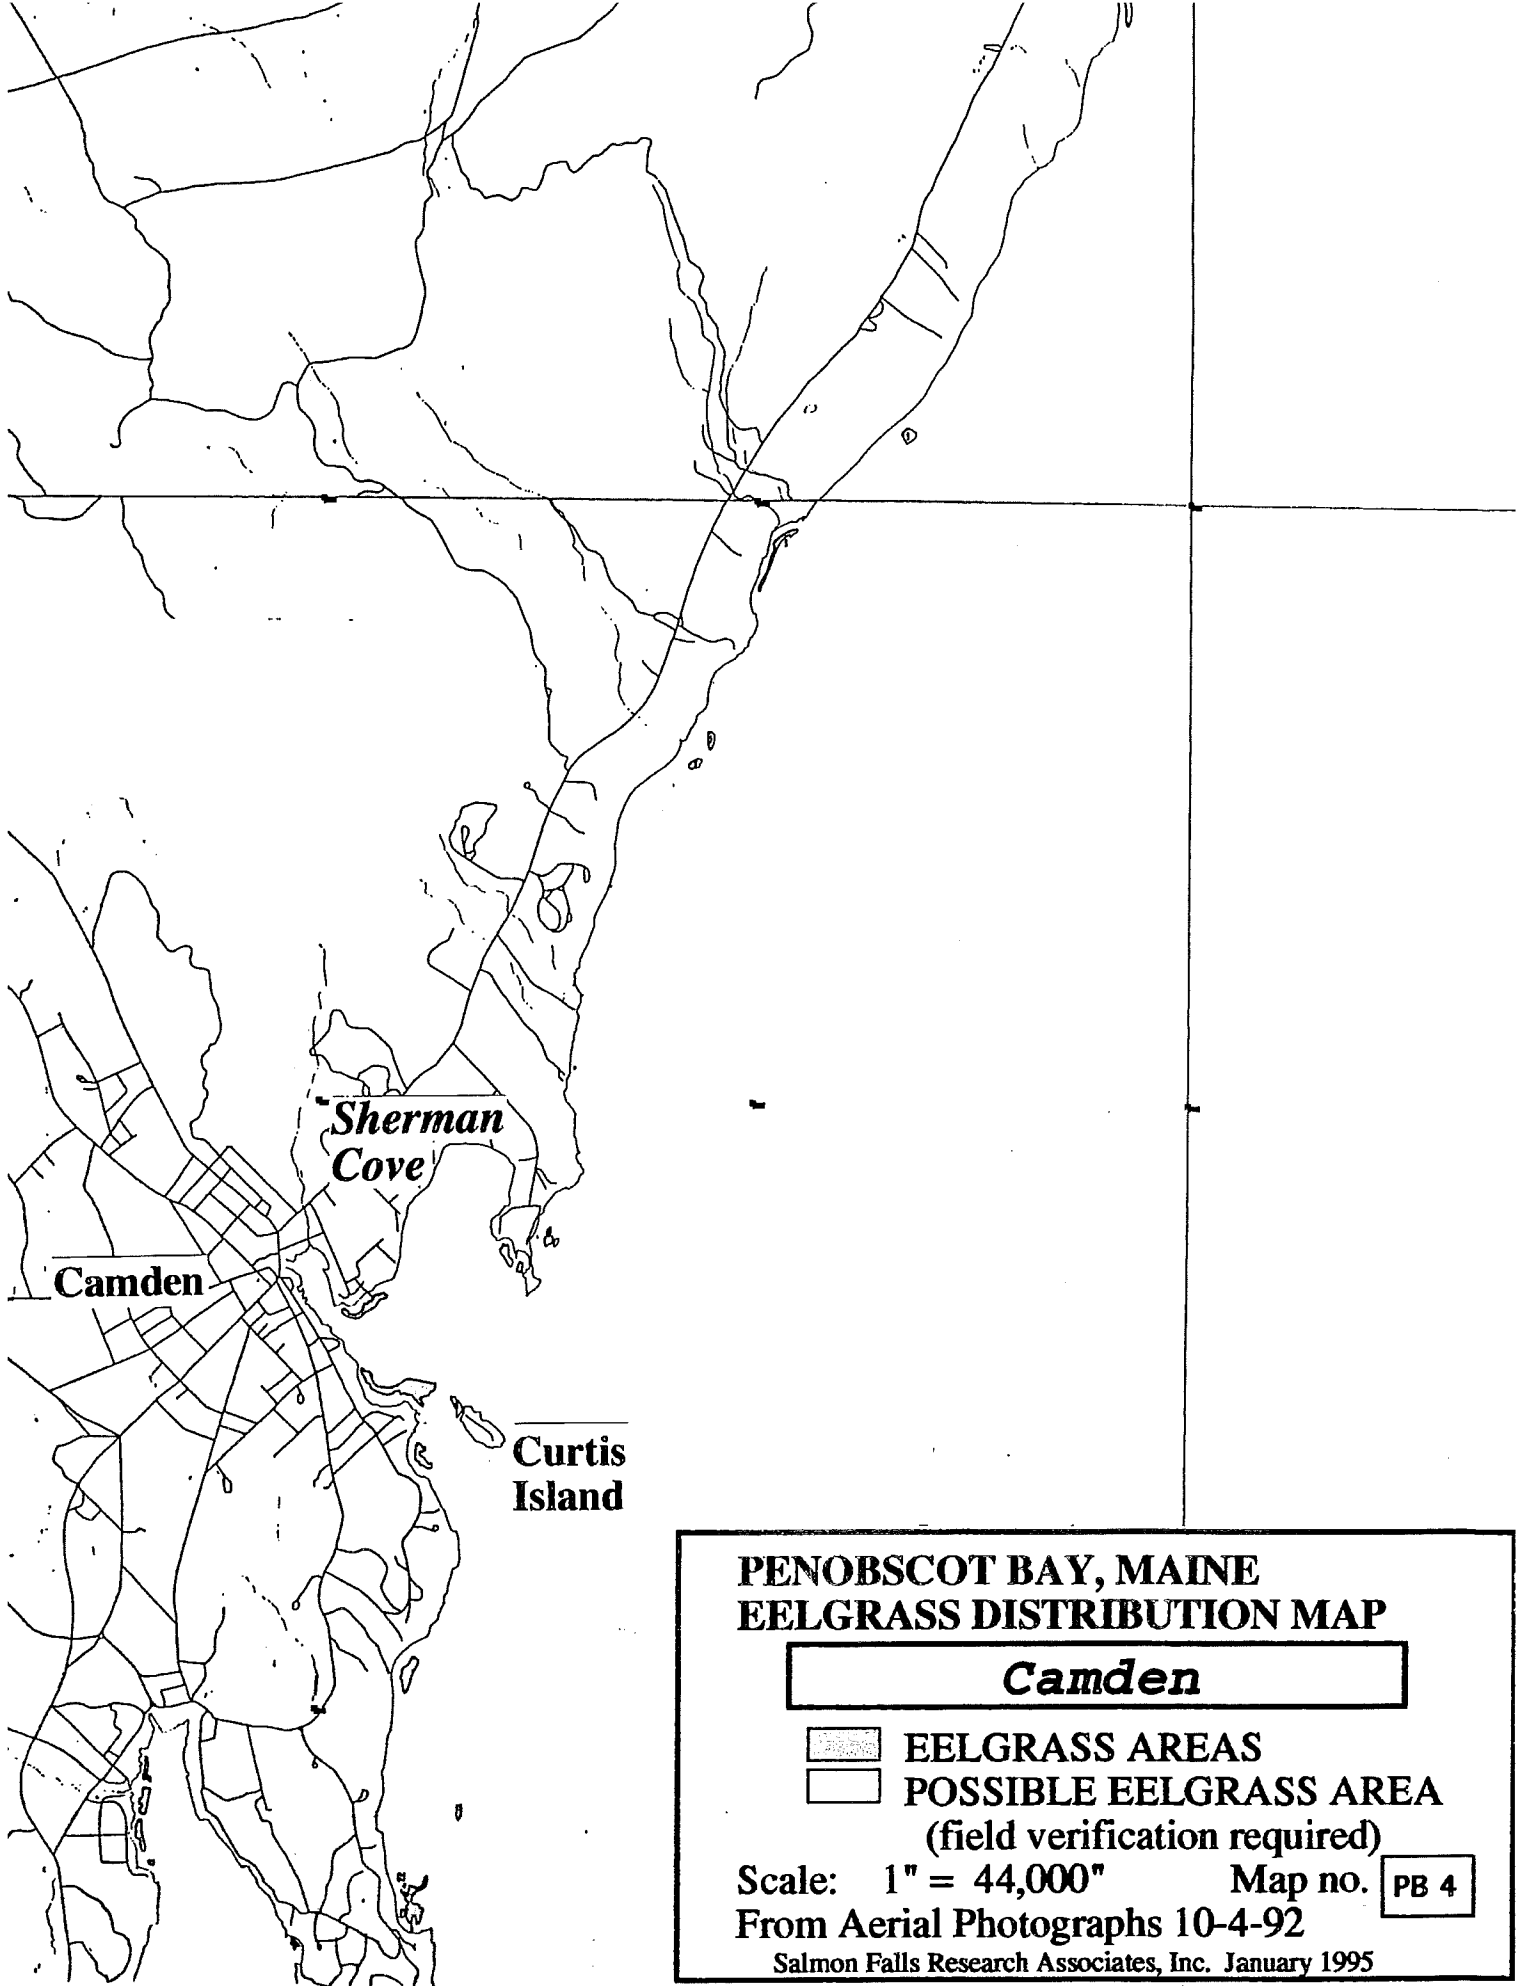 Sherman
Cove
Camden
Curtis
Island
PENOBSCOT BAY, MAINE
EELGRASS DISTRIBUTION MAP
Camden
EELGRASS AREAS
POSSIBLE EELGRASS AREA
(field verification required)
Scale: 1" = 44,000" Map no. PB 4
From Aerial Photographs 10-4-92
Salmon Falls Research Associates, Inc. January 1995